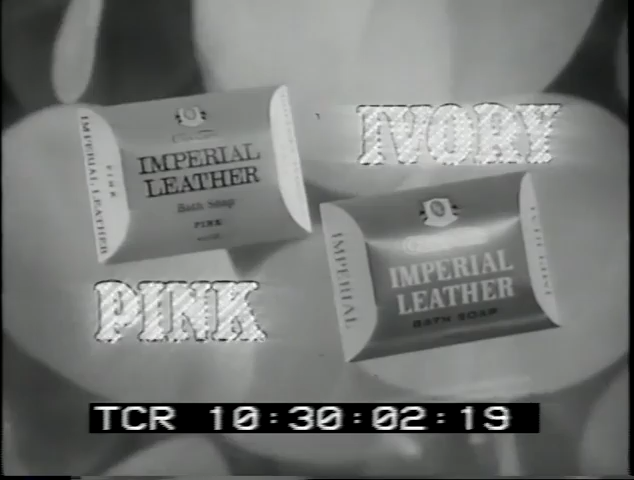 IVORY
IMPERIAL LEATHER
PINK
IMPERIAL
LEATHER
Bath Soap
PINK
IMPERIAL
IMPERIAL
LEATHER
BATH SOAP
PINK
TCR 10:30:02:19